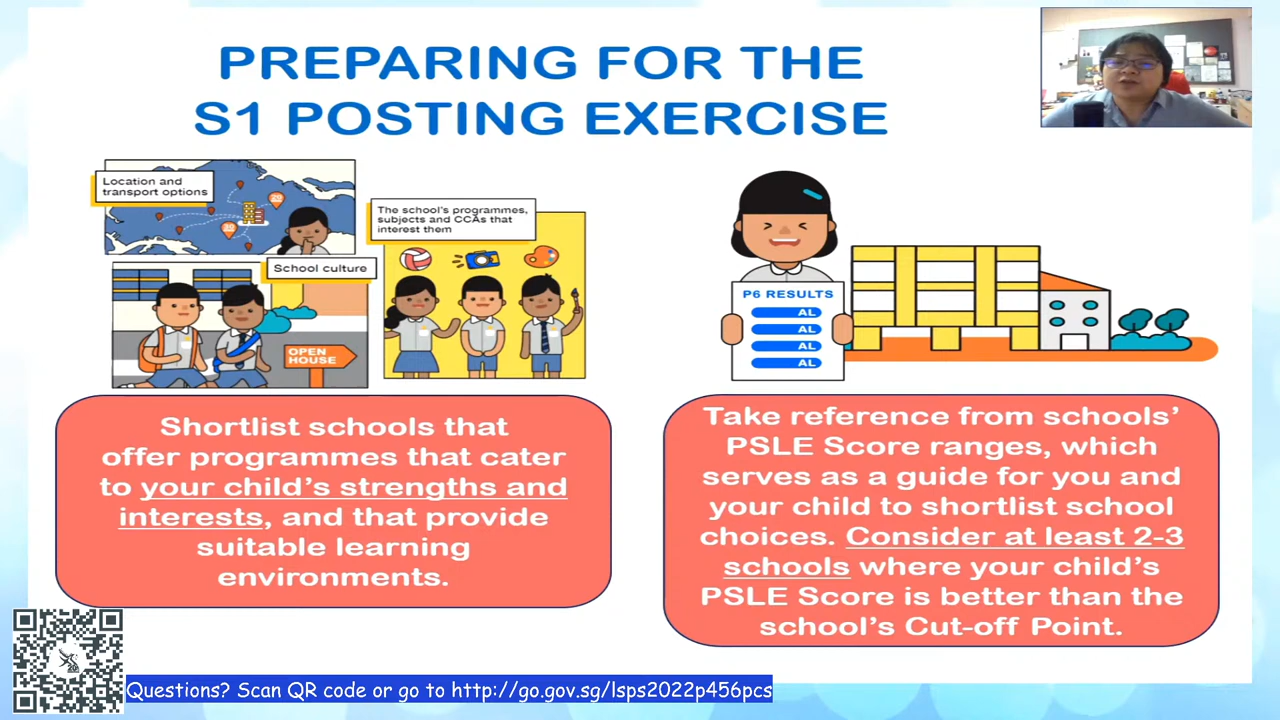 PREPARING FOR THE
S1 POSTING EXERCISE
Location and
transport options
The school's programmes,
subjects and CCAs that
interest them
School culture
OPEN
HOUSE
P6 RESULTS
AL
AL
AL
AL
Shortlist schools that
offer programmes that cater
to your child's strengths and
interests, and that provide
suitable learning
environments.
Take reference from schools'
PSLE Score ranges, which
serves as a guide for you and
your child to shortlist school
choices. Consider at least 2-3
schools where your child's
PSLE Score is better than the
school's Cut-off Point.
Questions? Scan QR code or go to http://go.gov.sg/lsps2022p456pcs